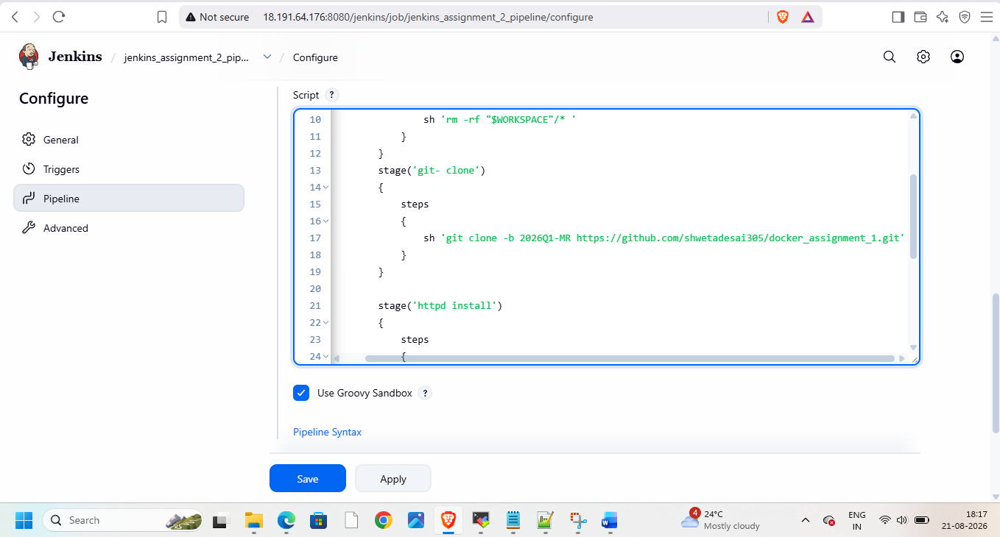 Not secure 18.191.64.176:8080/jenkins/job/jenkins_assignment_2_pipeline/configure
Jenkins / jenkins_assignment_2_pip... / Configure
Configure
General
Triggers
Pipeline
Advanced
Script ?
10 sh 'rm -rf "$WORKSPACE"/* '
11 }
12 }
13 stage('git- clone')
14 {
15 steps
16 {
17 sh 'git clone -b 2026Q1-MR https://github.com/shwetadesai305/docker_assignment_1.git'
18 }
19 }
20
21 stage('httpd install')
22 {
23 steps
24 {
Use Groovy Sandbox ?
Pipeline Syntax
Save Apply
Search
4
24°C
Mostly cloudy
ENG
IN
18:17
21-08-2026